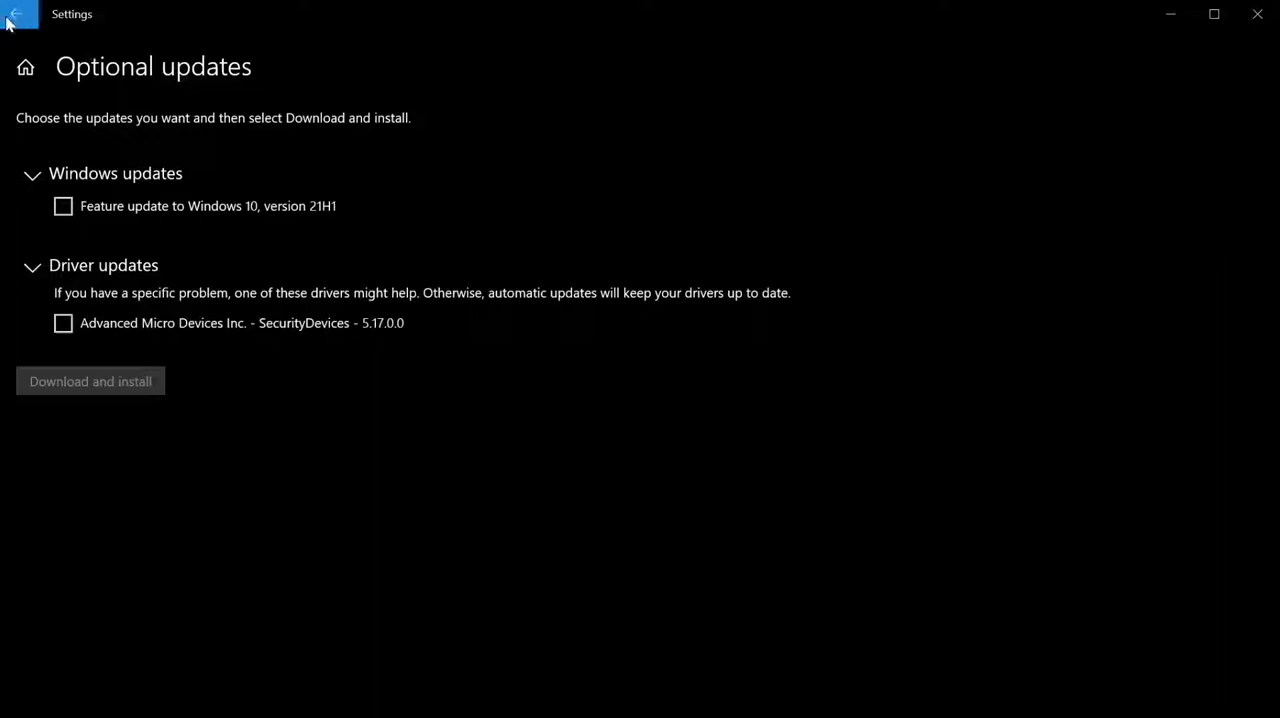 Settings
Optional updates
Choose the updates you want and then select Download and install.
Windows updates
Feature update to Windows 10, version 21H1
Driver updates
If you have a specific problem, one of these drivers might help. Otherwise, automatic updates will keep your drivers up to date.
Advanced Micro Devices Inc. - SecurityDevices - 5.17.0.0
Download and install